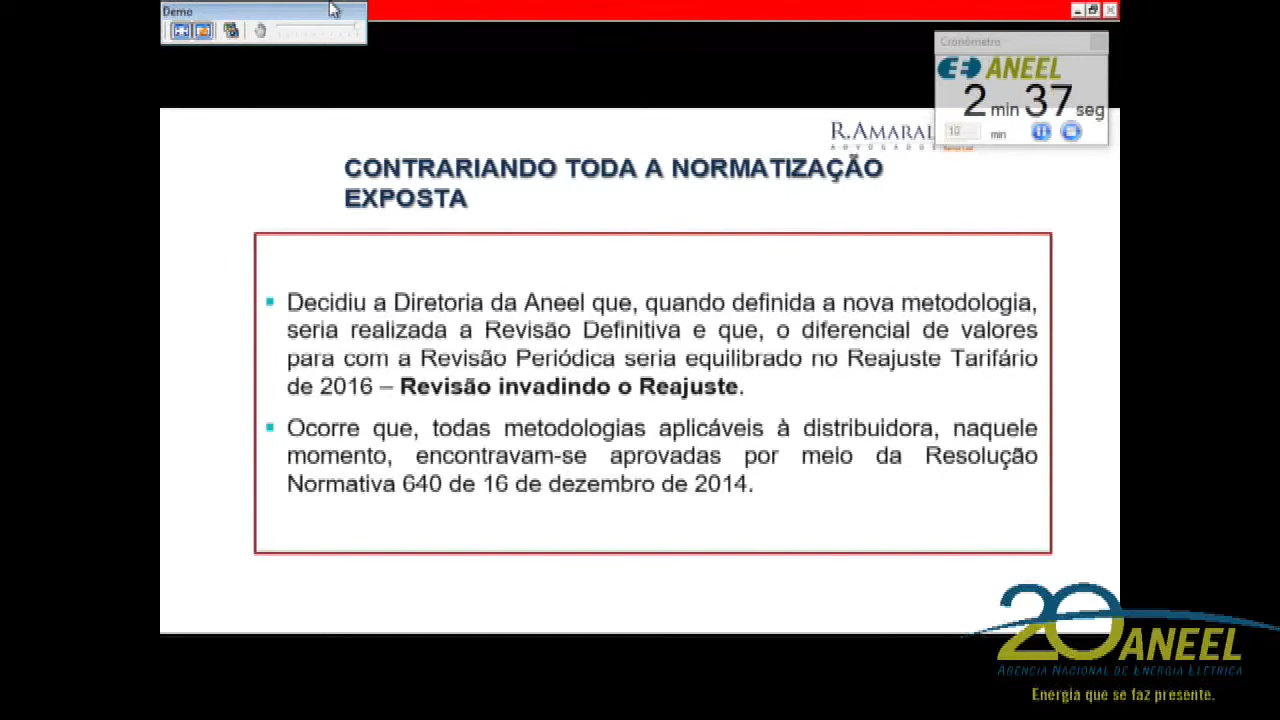 Demo
Cronômetro
ANEEL
2 min 37 seg
10 min
R.AMARAL
ADVOGADOS
CONTRARIANDO TODA A NORMATIZAÇÃO
EXPOSTA
Decidiu a Diretoria da Aneel que, quando definida a nova metodologia,
seria realizada a Revisão Definitiva e que, o diferencial de valores
para com a Revisão Periódica seria equilibrado no Reajuste Tarifário
de 2016 – Revisão invadindo o Reajuste.
Ocorre que, todas metodologias aplicáveis à distribuidora, naquele
momento, encontravam-se aprovadas por meio da Resolução
Normativa 640 de 16 de dezembro de 2014.
20 ANEEL
AGÊNCIA NACIONAL DE ENERGIA ELÉTRICA
Energia que se faz presente.